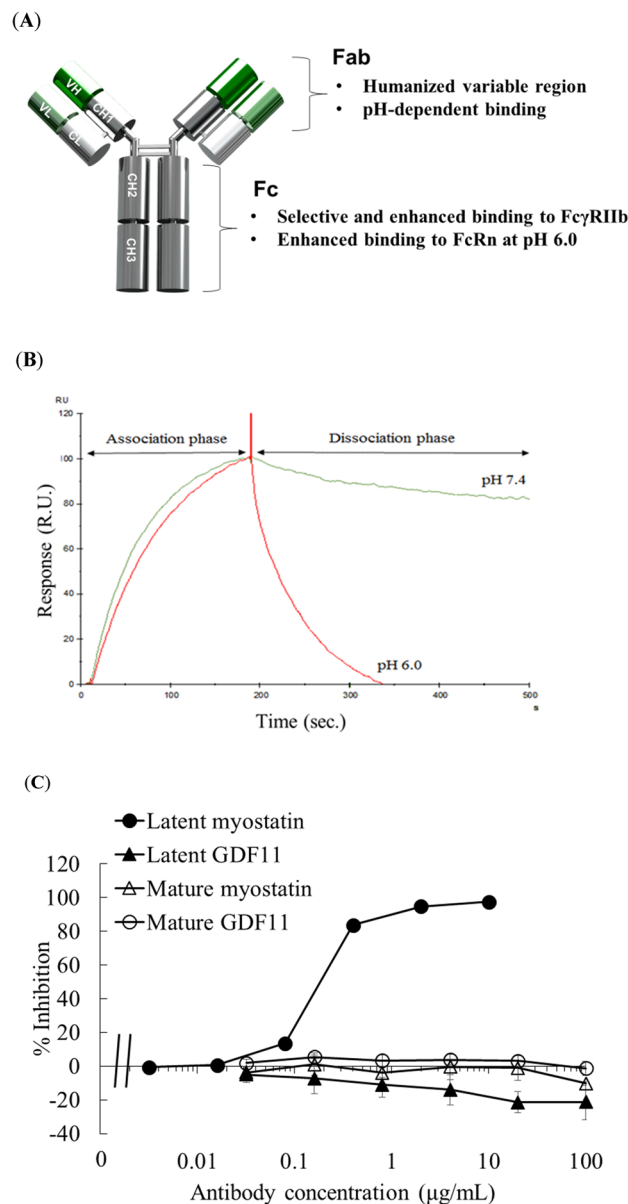 (A)
Fab
• Humanized variable region
• pH-dependent binding
VH
CH1
VL
CL
CH2
CH3
Fc
• Selective and enhanced binding to FcγRIIb
• Enhanced binding to FcRn at pH 6.0
(B)
RU
120
Association phase
Dissociation phase
100
pH 7.4
80
60
40
20
pH 6.0
0
0 100 200 300 400 500
s
Response (R.U.)
Time (sec.)
(C)
Latent myostatin
Latent GDF11
Mature myostatin
Mature GDF11
120
100
80
60
40
20
0
-20
-40
% Inhibition
0 0.01 0.1 1 10 100
Antibody concentration (µg/mL)